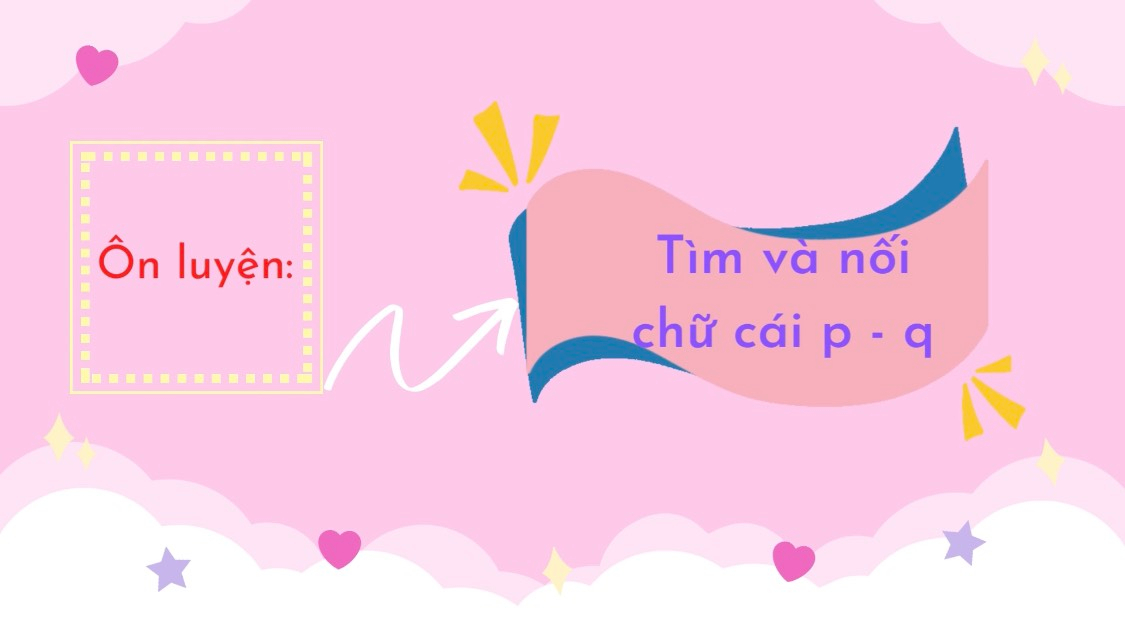 Ôn luyện:
Tìm và nối
chữ cái p - q